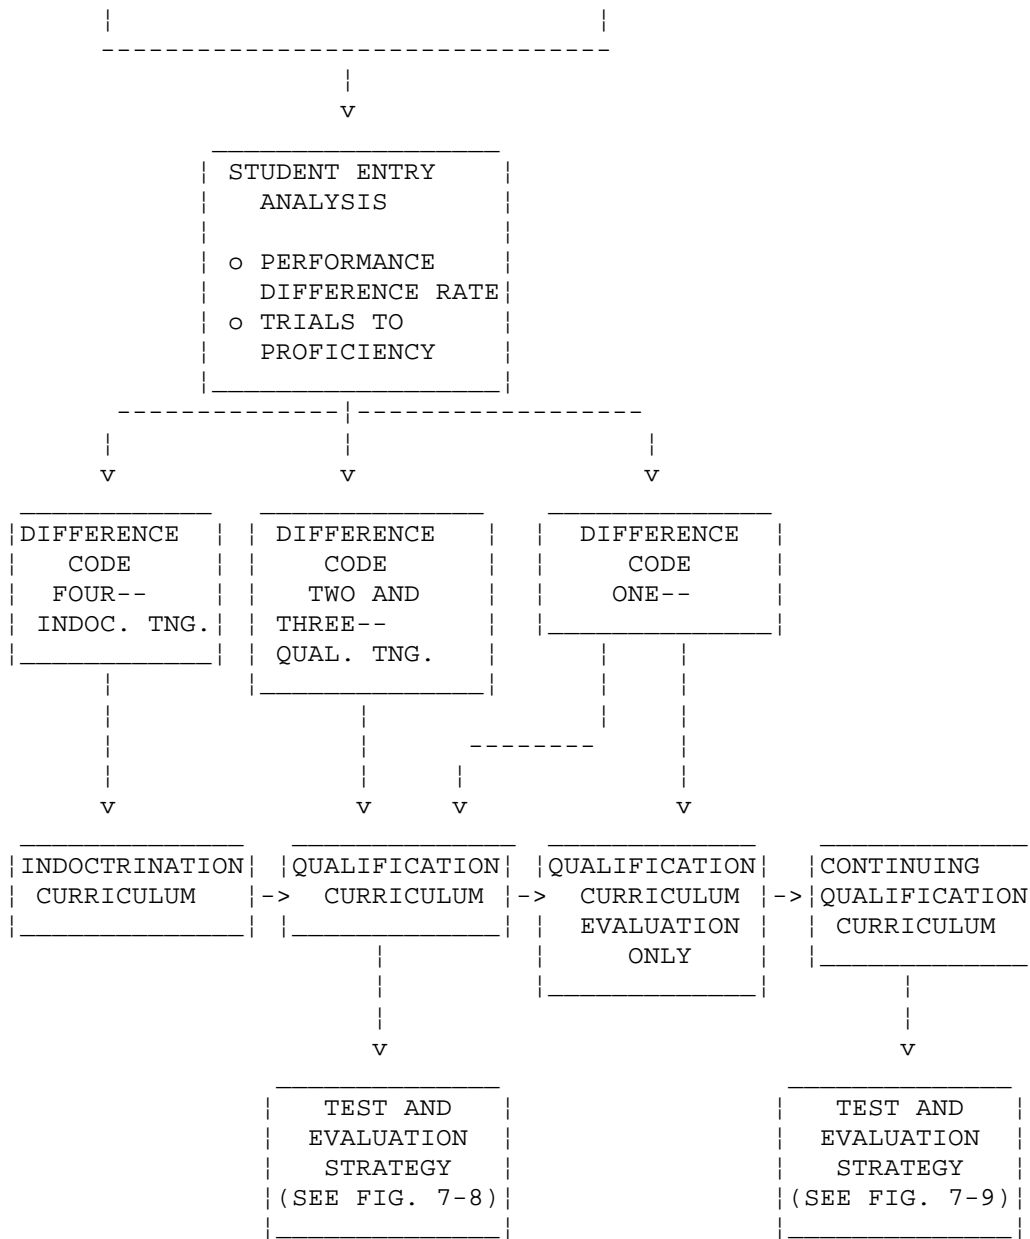 STUDENT ENTRY
ANALYSIS
o PERFORMANCE
DIFFERENCE RATE
o TRIALS TO
PROFICIENCY
DIFFERENCE
CODE
FOUR--
INDOC. TNG.
DIFFERENCE
CODE
TWO AND
THREE--
QUAL. TNG.
DIFFERENCE
CODE
ONE--
INDOCTRINATION
CURRICULUM
QUALIFICATION
CURRICULUM
QUALIFICATION
CURRICULUM
EVALUATION
ONLY
CONTINUING
QUALIFICATION
CURRICULUM
TEST AND
EVALUATION
STRATEGY
(SEE FIG. 7-8)
TEST AND
EVALUATION
STRATEGY
(SEE FIG. 7-9)